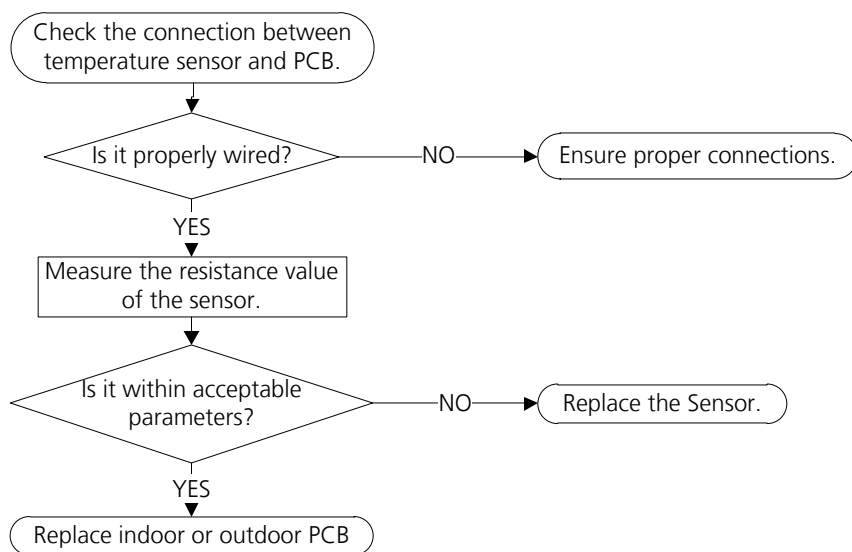 Check the connection between
temperature sensor and PCB.
Is it properly wired?
NO
Ensure proper connections.
YES
Measure the resistance value
of the sensor.
Is it within acceptable
parameters?
NO
Replace the Sensor.
YES
Replace indoor or outdoor PCB